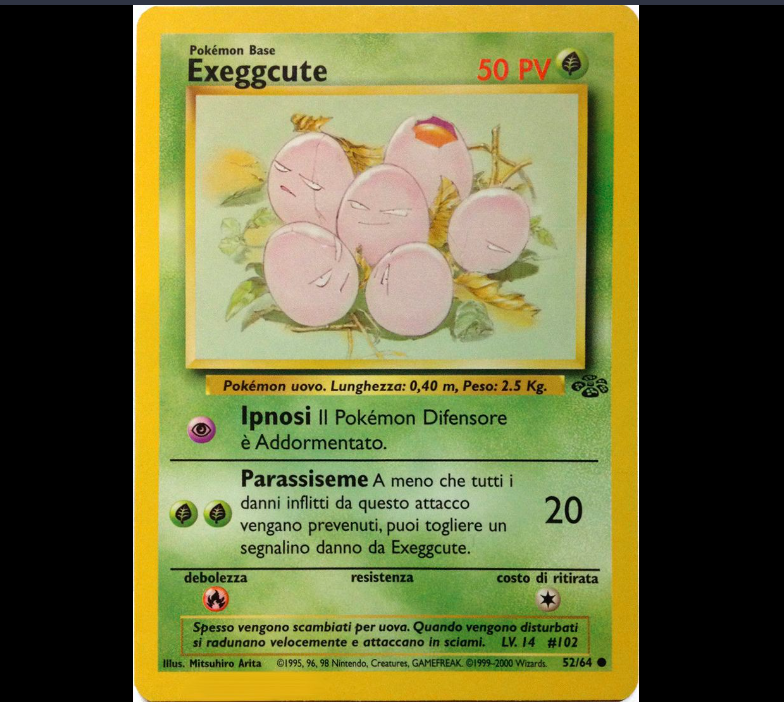 Pokémon Base
Exeggcute
50 PV
Pokémon uovo. Lunghezza: 0,40 m, Peso: 2.5 Kg.
Ipnosi Il Pokémon Difensore
è Addormentato.
Parassiseme A meno che tutti i
danni inflitti da questo attacco
vengano prevenuti, puoi togliere un
segnalino danno da Exeggcute.
20
debolezza resistenza costo di ritirata
Spesso vengono scambiati per uova. Quando vengono disturbati
si radunano velocemente e attaccano in sciami. LV. 14 #102
Illus. Mitsuhiro Arita ©1995, 96, 98 Nintendo, Creatures, GAMEFREAK. ©1999-2000 Wizards. 52/64